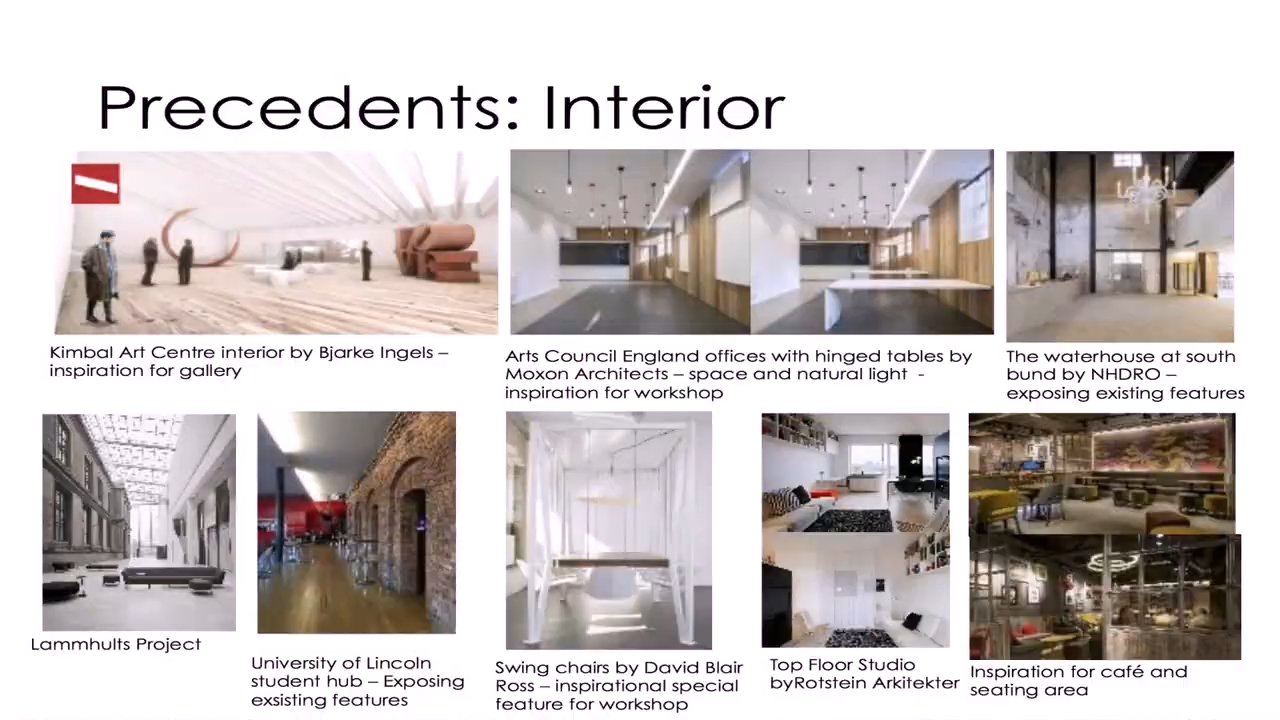 Precedents: Interior
Kimbal Art Centre interior by Bjarke Ingels –
inspiration for gallery
Arts Council England offices with hinged tables by
Moxon Architects – space and natural light -
inspiration for workshop
The waterhouse at south
bund by NHDRO –
exposing existing features
Lammhults Project
University of Lincoln
student hub – Exposing
exsisting features
Swing chairs by David Blair
Ross – inspirational special
feature for workshop
Top Floor Studio
byRotstein Arkitekter
Inspiration for café and
seating area